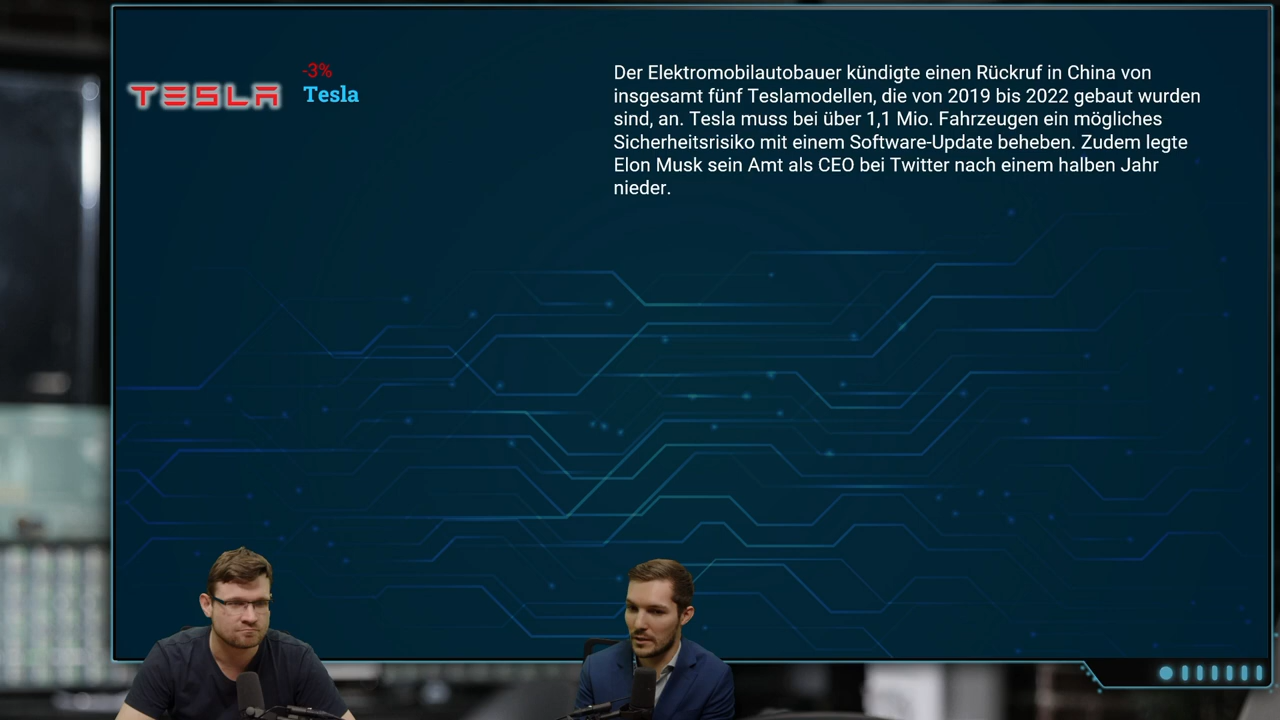 TESLA
-3%
Tesla
Der Elektromobilautobauer kündigte einen Rückruf in China von
insgesamt fünf Teslamodellen, die von 2019 bis 2022 gebaut wurden
sind, an. Tesla muss bei über 1,1 Mio. Fahrzeugen ein mögliches
Sicherheitsrisiko mit einem Software-Update beheben. Zudem legte
Elon Musk sein Amt als CEO bei Twitter nach einem halben Jahr
nieder.